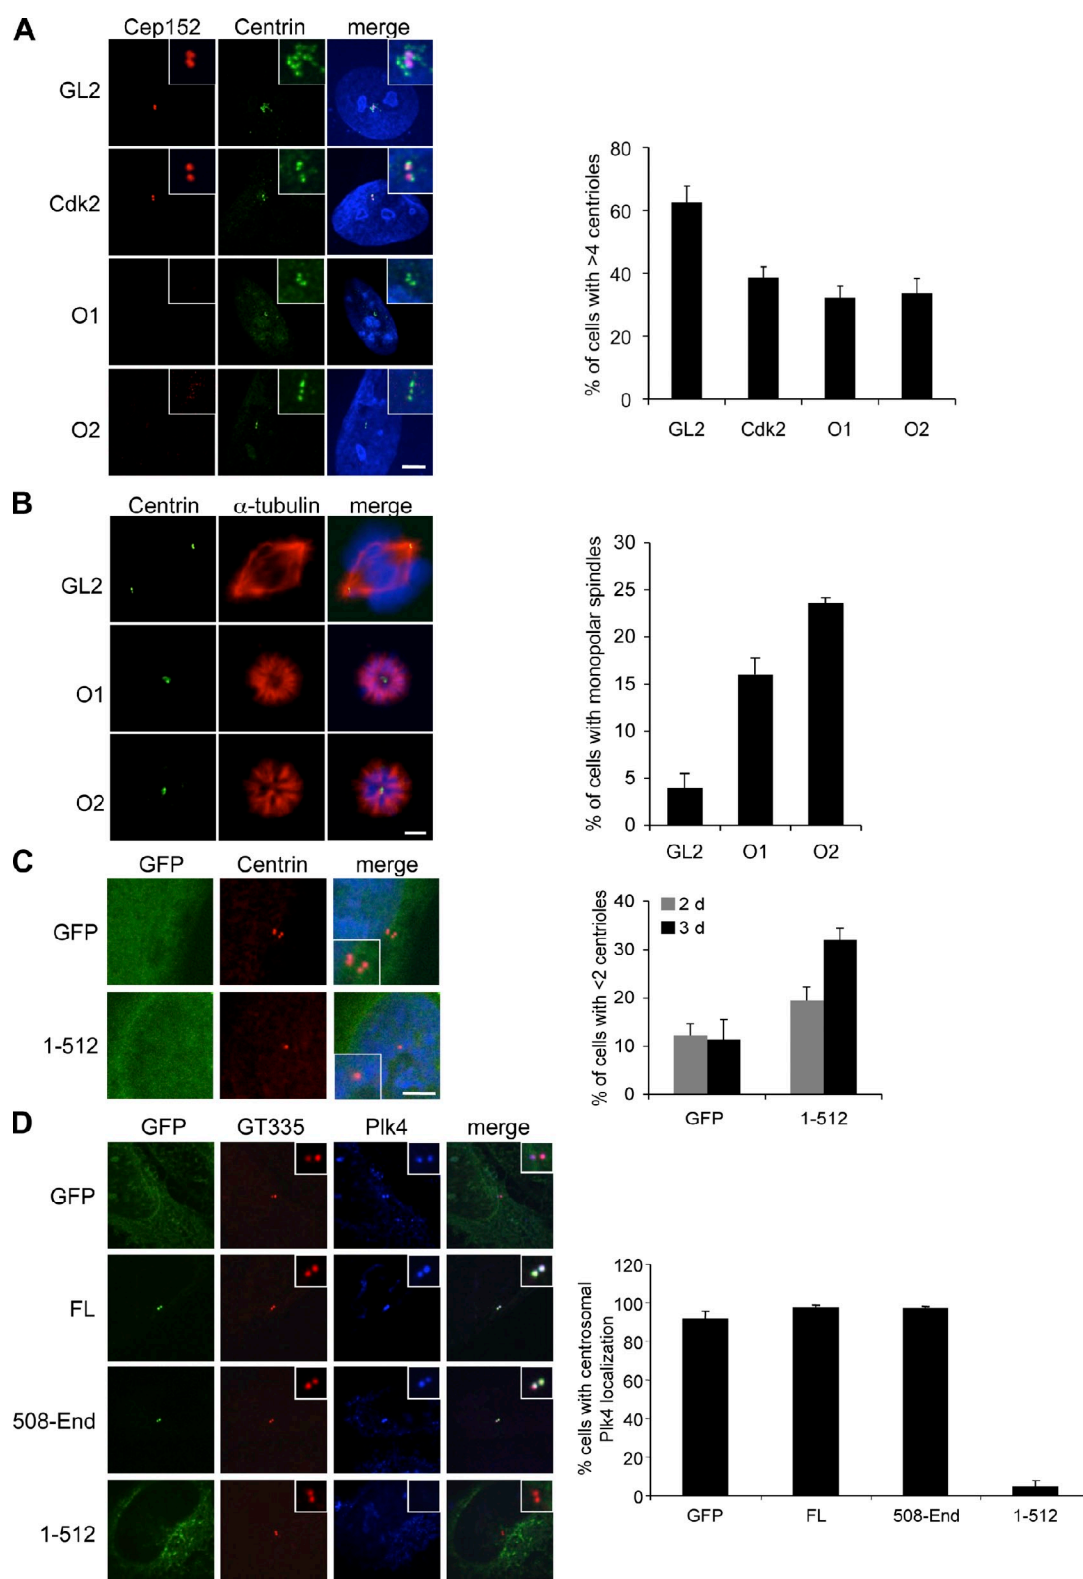 A
Cep152 Centrin merge
GL2
Cdk2
O1
O2
% of cells with >4 centrioles
80
60
40
20
0
GL2 Cdk2 O1 O2
B
Centrin α-tubulin merge
GL2
O1
O2
% of cells with monopolar spindles
30
25
20
15
10
5
0
GL2 O1 O2
C
GFP Centrin merge
GFP
1-512
% of cells with <2 centrioles
2 d
3 d
40
30
20
10
0
GFP 1-512
D
GFP GT335 Plk4 merge
GFP
FL
508-End
1-512
% cells with centrosomal
Plk4 localization
120
100
80
60
40
20
0
GFP FL 508-End 1-512